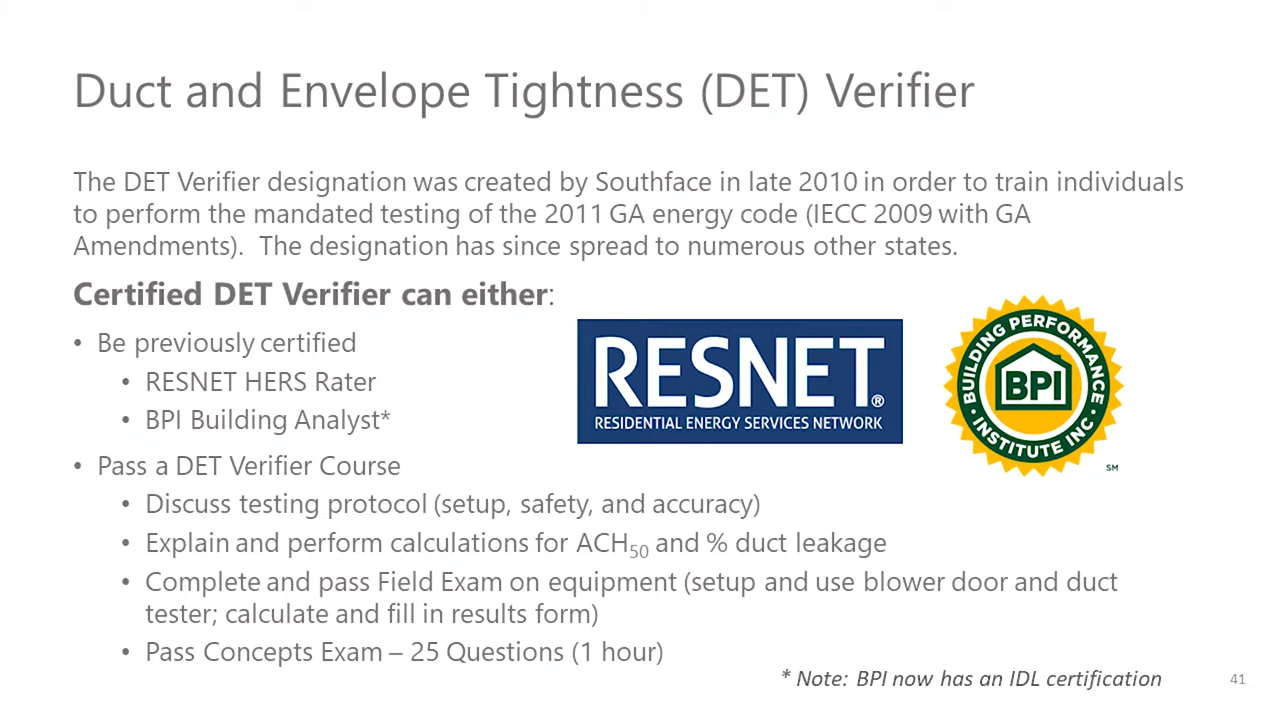 Duct and Envelope Tightness (DET) Verifier
The DET Verifier designation was created by Southface in late 2010 in order to train individuals
to perform the mandated testing of the 2011 GA energy code (IECC 2009 with GA
Amendments).  The designation has since spread to numerous other states.
Certified DET Verifier can either:
• Be previously certified
• RESNET HERS Rater
• BPI Building Analyst*
RESNET®
RESIDENTIAL ENERGY SERVICES NETWORK
BUILDING PERFORMANCE
BPI
• INSTITUTE INC •
SM
• Pass a DET Verifier Course
• Discuss testing protocol (setup, safety, and accuracy)
• Explain and perform calculations for ACH₅₀ and % duct leakage
• Complete and pass Field Exam on equipment (setup and use blower door and duct
tester; calculate and fill in results form)
• Pass Concepts Exam – 25 Questions (1 hour)
* Note: BPI now has an IDL certification
41